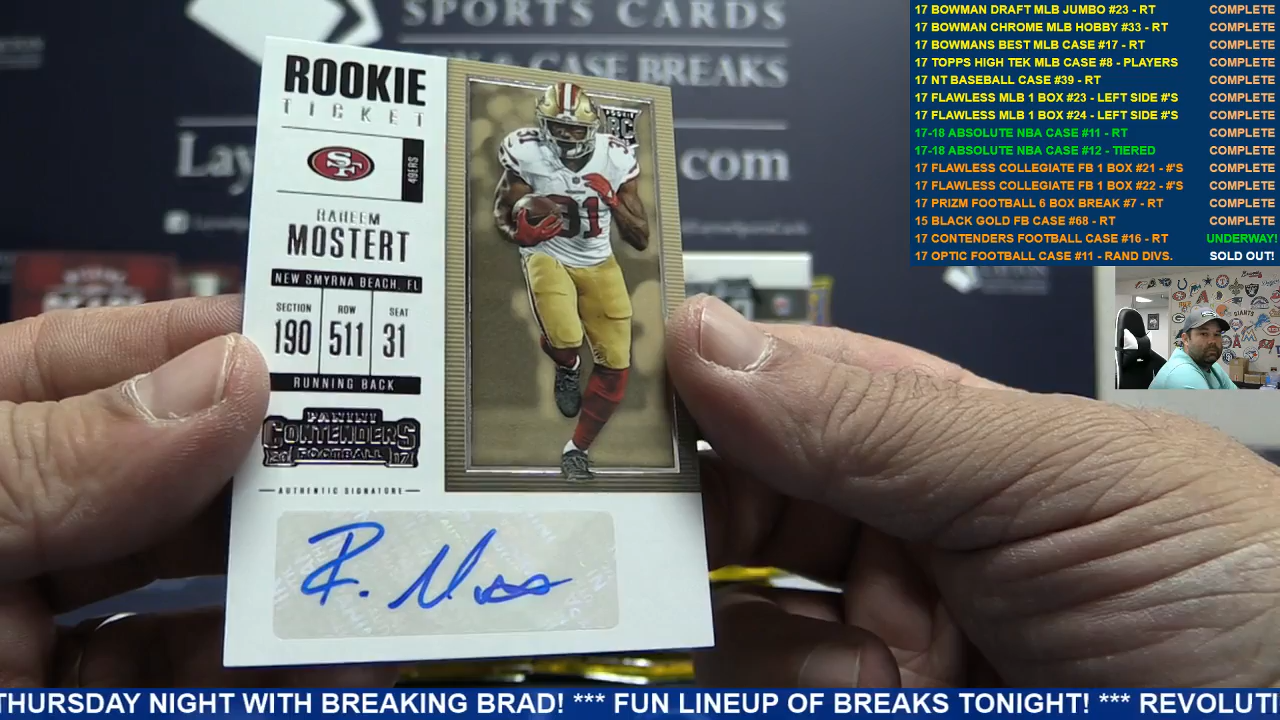 SPORTS CARDS
CASE BREAKS
Lay
com
ROOKIE
TICKET
SF
49ERS
RAHEEM
MOSTERT
NEW SMYRNA BEACH, FL
SECTION ROW SEAT
190 511 31
RUNNING BACK
PANINI
CONTENDERS
FOOTBALL
20 17
AUTHENTIC SIGNATURE
R. Mos
RC
31
31
17 BOWMAN DRAFT MLB JUMBO #23 - RT COMPLETE
17 BOWMAN CHROME MLB HOBBY #33 - RT COMPLETE
17 BOWMANS BEST MLB CASE #17 - RT COMPLETE
17 TOPPS HIGH TEK MLB CASE #8 - PLAYERS COMPLETE
17 NT BASEBALL CASE #39 - RT COMPLETE
17 FLAWLESS MLB 1 BOX #23 - LEFT SIDE #'S COMPLETE
17 FLAWLESS MLB 1 BOX #24 - LEFT SIDE #'S COMPLETE
17-18 ABSOLUTE NBA CASE #11 - RT COMPLETE
17-18 ABSOLUTE NBA CASE #12 - TIERED COMPLETE
17 FLAWLESS COLLEGIATE FB 1 BOX #21 - #'S COMPLETE
17 FLAWLESS COLLEGIATE FB 1 BOX #22 - #'S COMPLETE
17 PRIZM FOOTBALL 6 BOX BREAK #7 - RT COMPLETE
15 BLACK GOLD FB CASE #68 - RT COMPLETE
17 CONTENDERS FOOTBALL CASE #16 - RT UNDERWAY!
17 OPTIC FOOTBALL CASE #11 - RAND DIVS. SOLD OUT!
THURSDAY NIGHT WITH BREAKING BRAD! *** FUN LINEUP OF BREAKS TONIGHT! *** REVOLUTI